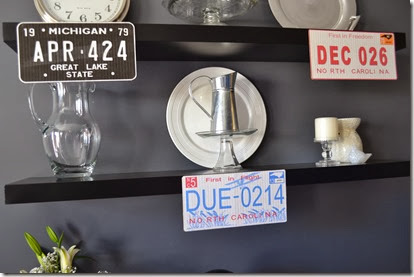 19 MICHIGAN 79
APR·424
GREAT LAKE
STATE
First in Freedom
DEC 026
NORTH CAROLINA
First in Flight
DUE-0214
NORTH CAROLINA